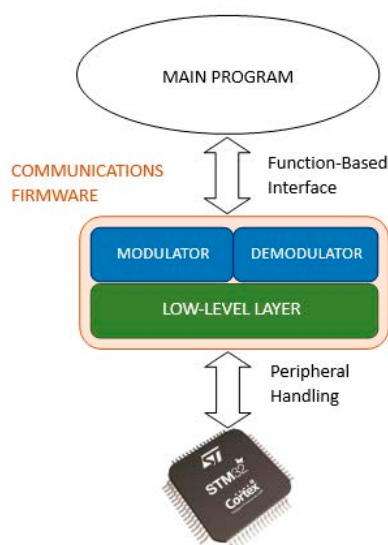 MAIN PROGRAM
COMMUNICATIONS
FIRMWARE
Function-Based
Interface
MODULATOR
DEMODULATOR
LOW-LEVEL LAYER
Peripheral
Handling
ST
STM32
Cortex